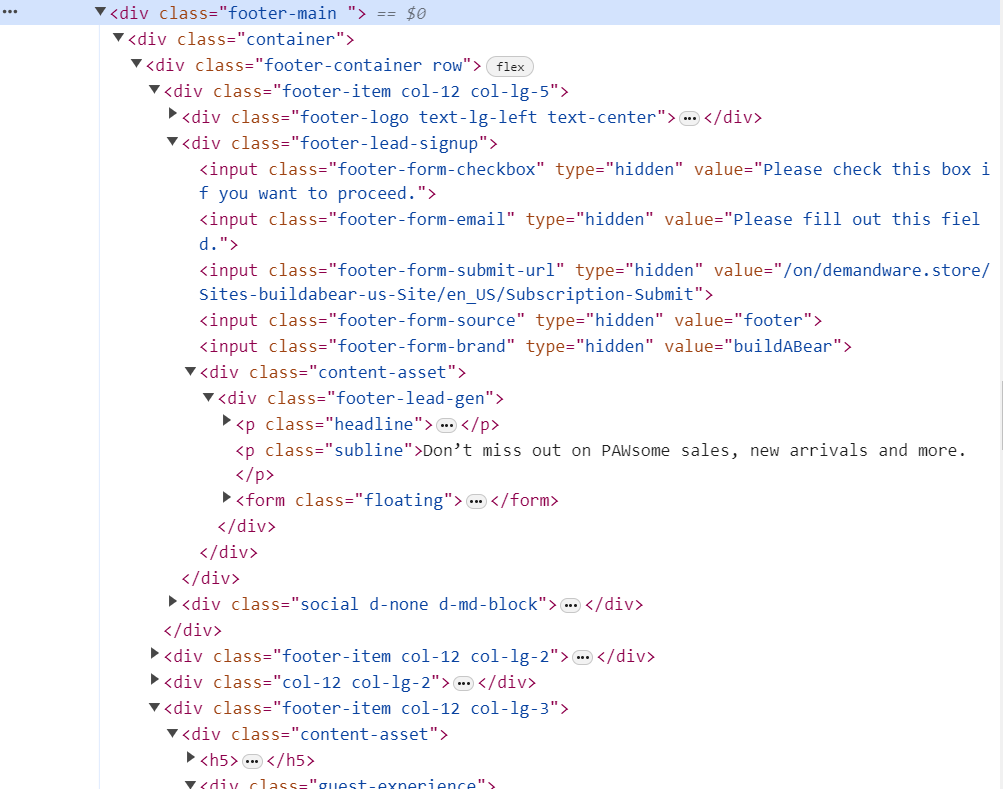 <div class="footer-main "> == $0
<div class="container">
<div class="footer-container row"> flex
<div class="footer-item col-12 col-lg-5">
<div class="footer-logo text-lg-left text-center">…</div>
<div class="footer-lead-signup">
<input class="footer-form-checkbox" type="hidden" value="Please check this box i
f you want to proceed.">
<input class="footer-form-email" type="hidden" value="Please fill out this fiel
d.">
<input class="footer-form-submit-url" type="hidden" value="/on/demandware.store/
Sites-buildabear-us-Site/en_US/Subscription-Submit">
<input class="footer-form-source" type="hidden" value="footer">
<input class="footer-form-brand" type="hidden" value="buildABear">
<div class="content-asset">
<div class="footer-lead-gen">
<p class="headline">…</p>
<p class="subline">Don’t miss out on PAWsome sales, new arrivals and more.
</p>
<form class="floating">…</form>
</div>
</div>
</div>
<div class="social d-none d-md-block">…</div>
</div>
<div class="footer-item col-12 col-lg-2">…</div>
<div class="col-12 col-lg-2">…</div>
<div class="footer-item col-12 col-lg-3">
<div class="content-asset">
<h5>…</h5>
<div class="guest-experience">